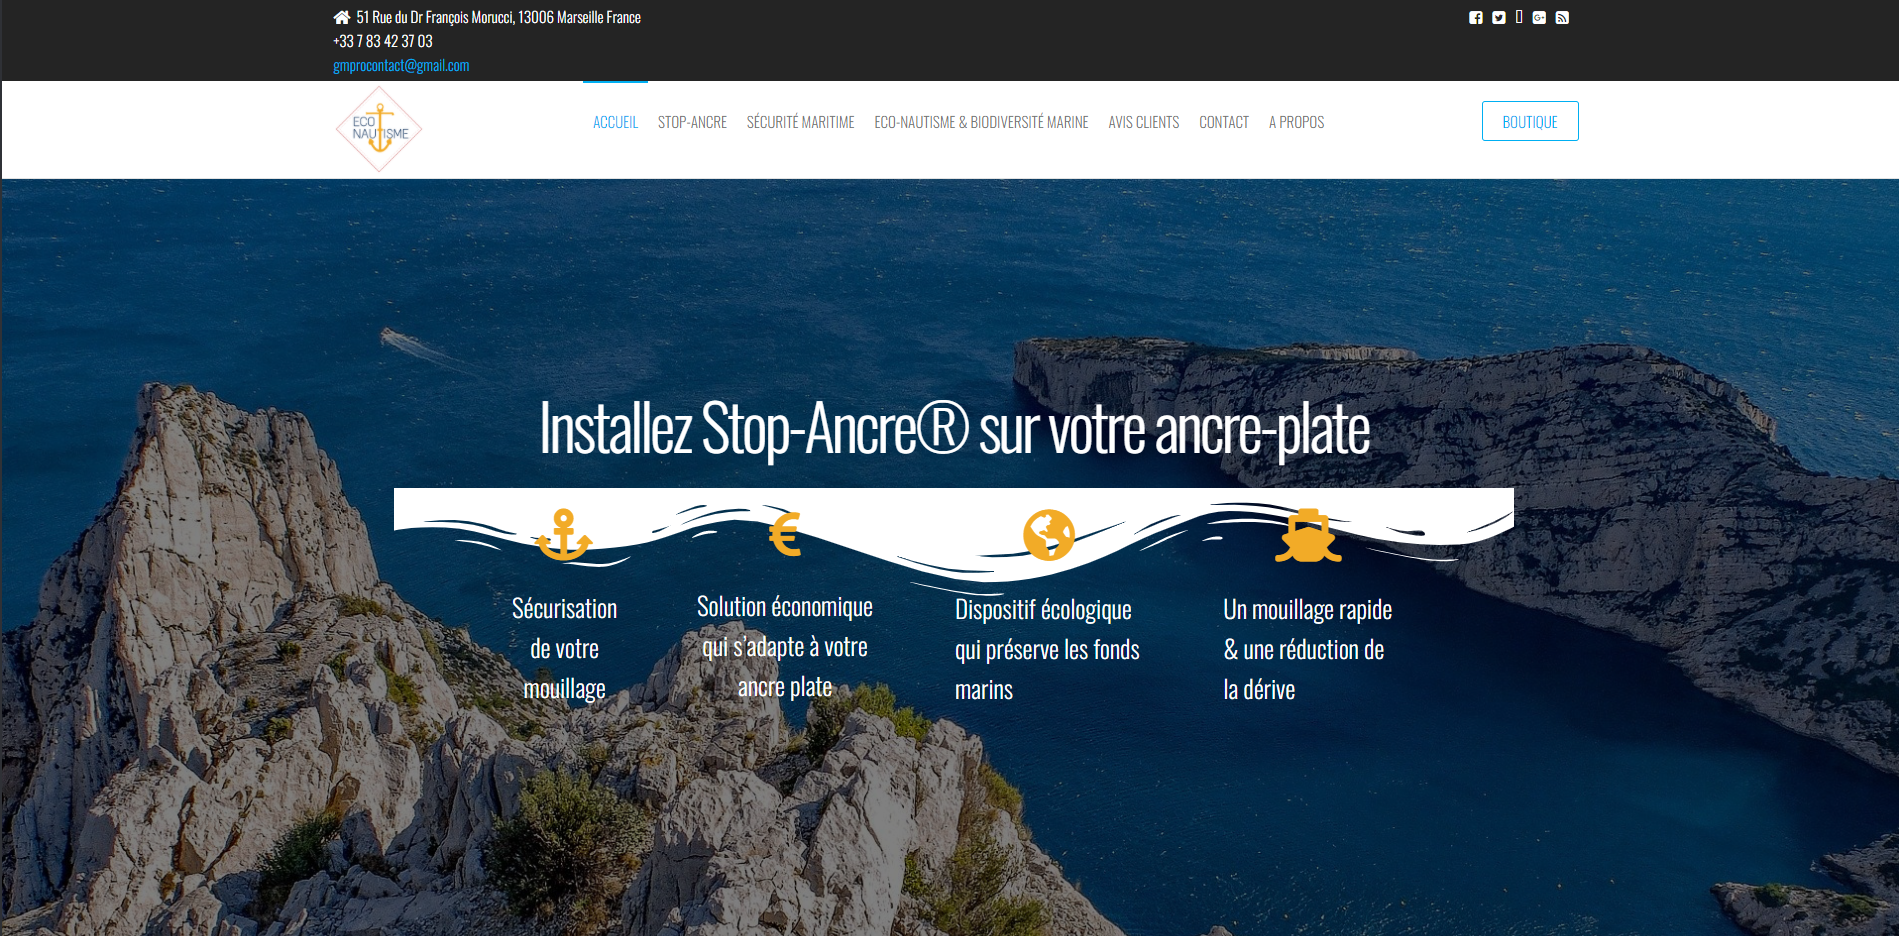 51 Rue du Dr François Morucci, 13006 Marseille France
+33 7 83 42 37 03
gmprocontact@gmail.com
ECO
NAUTISME
ACCUEIL
STOP-ANCRE
SÉCURITÉ MARITIME
ECO-NAUTISME & BIODIVERSITÉ MARINE
AVIS CLIENTS
CONTACT
A PROPOS
BOUTIQUE
Installez Stop-Ancre® sur votre ancre-plate
Sécurisation
de votre
mouillage
Solution économique
qui s'adapte à votre
ancre plate
Dispositif écologique
qui préserve les fonds
marins
Un mouillage rapide
& une réduction de
la dérive